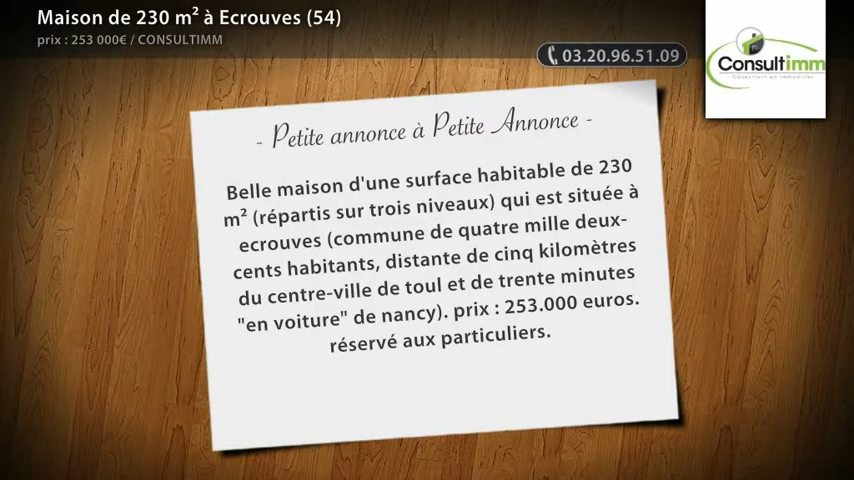 Maison de 230 m² à Ecrouves (54)
prix : 253 000€ / CONSULTIMM
03.20.96.51.09
Consultimm
Consultant en Immobilier
- Petite annonce à Petite Annonce -
Belle maison d'une surface habitable de 230
m² (répartis sur trois niveaux) qui est située à
ecrouves (commune de quatre mille deux-
cents habitants, distante de cinq kilomètres
du centre-ville de toul et de trente minutes
"en voiture" de nancy). prix : 253.000 euros.
réservé aux particuliers.